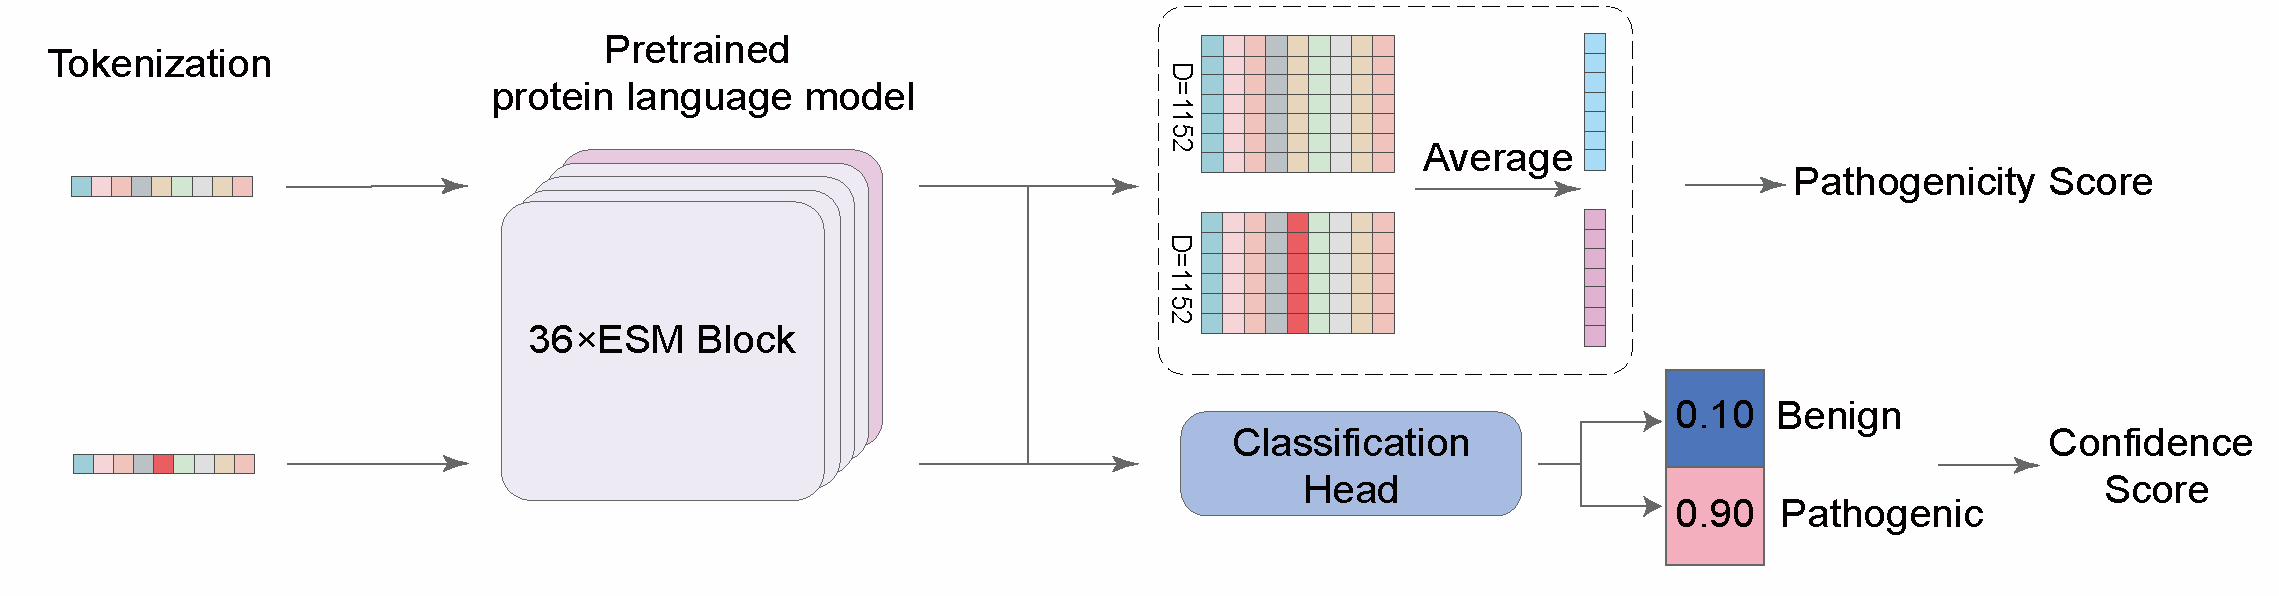 Tokenization
Pretrained
protein language model
36×ESM Block
D=1152
D=1152
Average
Pathogenicity Score
Classification
Head
0.10
Benign
0.90
Pathogenic
Confidence
Score